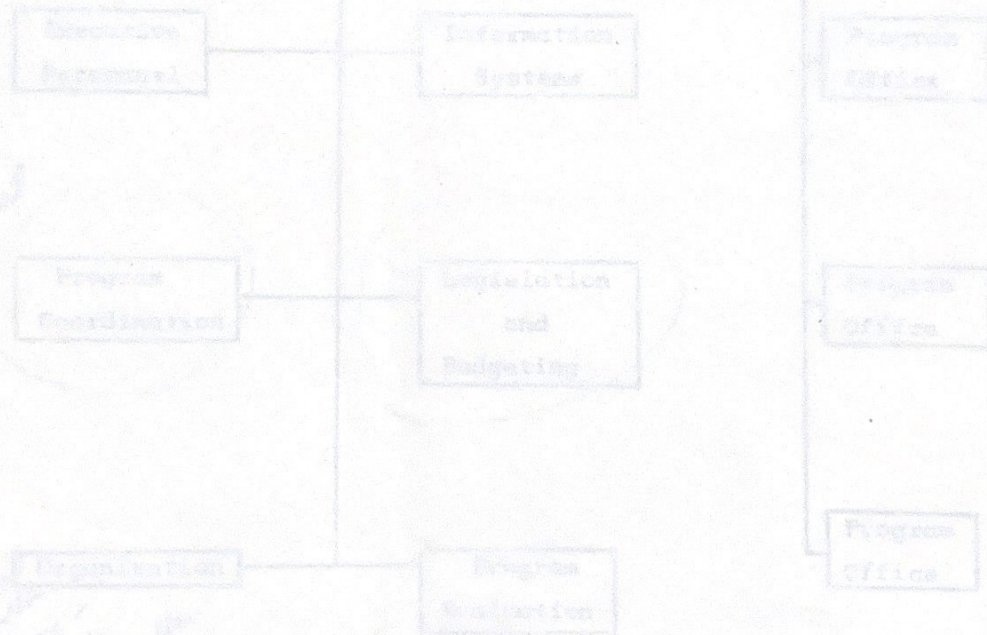 Executive
Personnel
Information
Systems
Program
Office
Program
Coordination
Legislation
and
Budgeting
Program
Office
Organization
Program
Evaluation
Program
Office